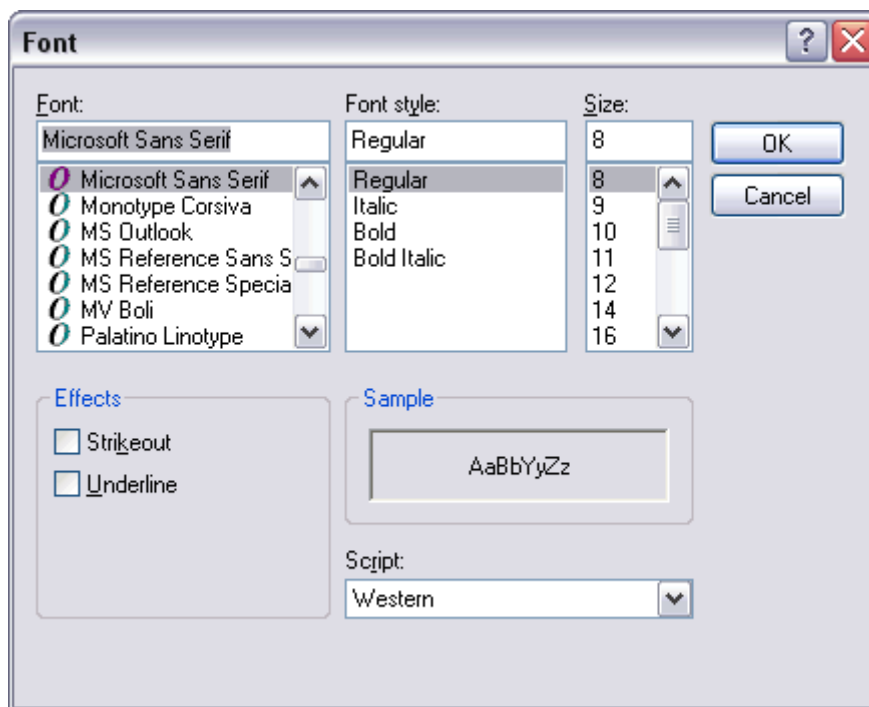 Font
Font: Font style: Size:
Microsoft Sans Serif Regular 8 OK
Microsoft Sans Serif Regular 8 Cancel
Monotype Corsiva Italic 9
MS Outlook Bold 10
MS Reference Sans S Bold Italic 11
MS Reference Specia 12
MV Boli 14
Palatino Linotype 16
Effects Sample
Strikeout
AaBbYyZz
Underline
Script:
Western